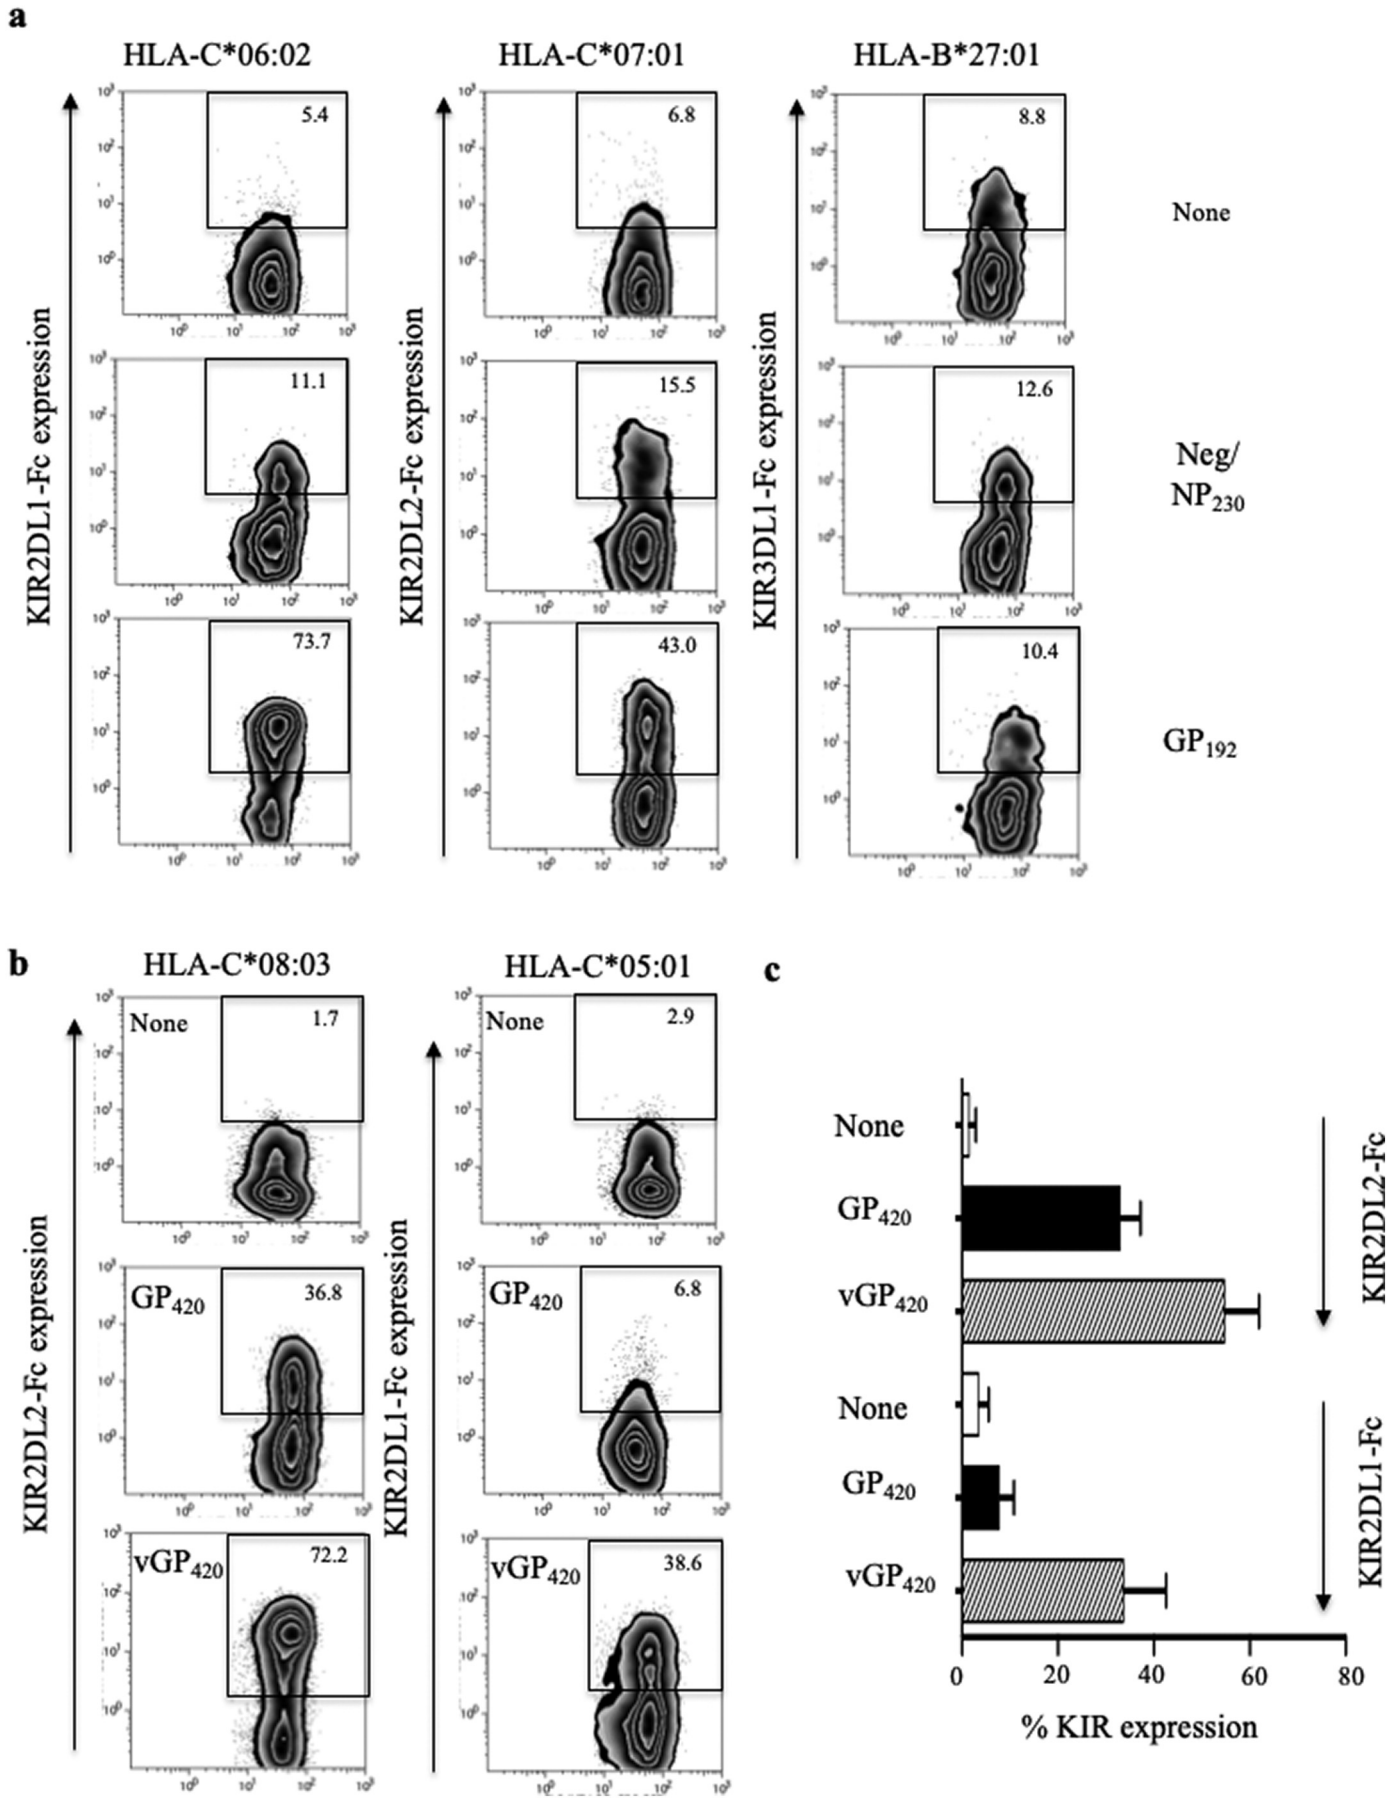 a
HLA-C*06:02
HLA-C*07:01
HLA-B*27:01
KIR2DL1-Fc expression
KIR2DL2-Fc expression
KIR3DL1-Fc expression
5.4
6.8
8.8
None
11.1
15.5
12.6
Neg/
NP230
73.7
43.0
10.4
GP192
b
HLA-C*08:03
HLA-C*05:01
KIR2DL2-Fc expression
KIR2DL1-Fc expression
None
1.7
None
2.9
GP420
36.8
GP420
6.8
vGP420
72.2
vGP420
38.6
c
None
GP420
vGP420
None
GP420
vGP420
KIR2DL2-Fc
KIR2DL1-Fc
0 20 40 60 80
% KIR expression